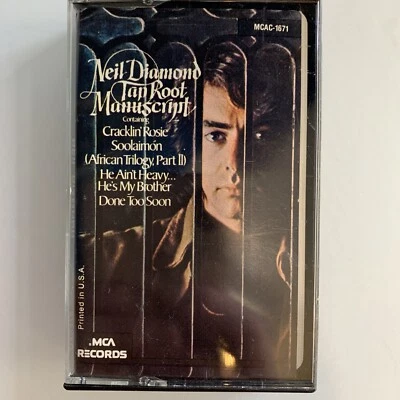 MCAC-1671
Neil Diamond
Tap Root
Manuscript
Containing
Cracklin' Rosie
Soolaimón
(African Trilogy, Part II)
He Ain't Heavy...
He's My Brother
Done Too Soon
Printed in U.S.A.
.MCA
RECORDS